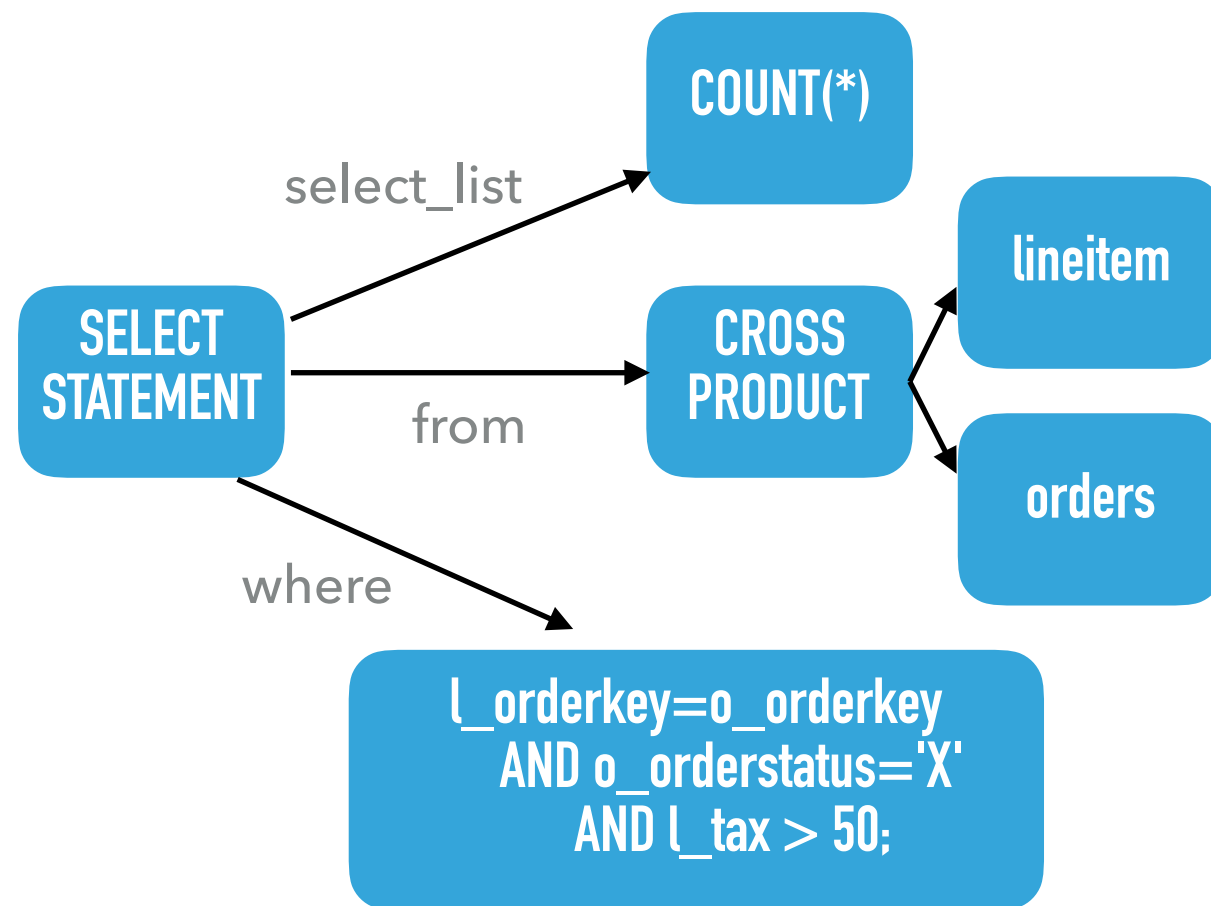 COUNT(*)
select_list
lineitem
SELECT
STATEMENT
CROSS
PRODUCT
from
orders
where
l_orderkey=o_orderkey
AND o_orderstatus='X'
AND l_tax > 50;